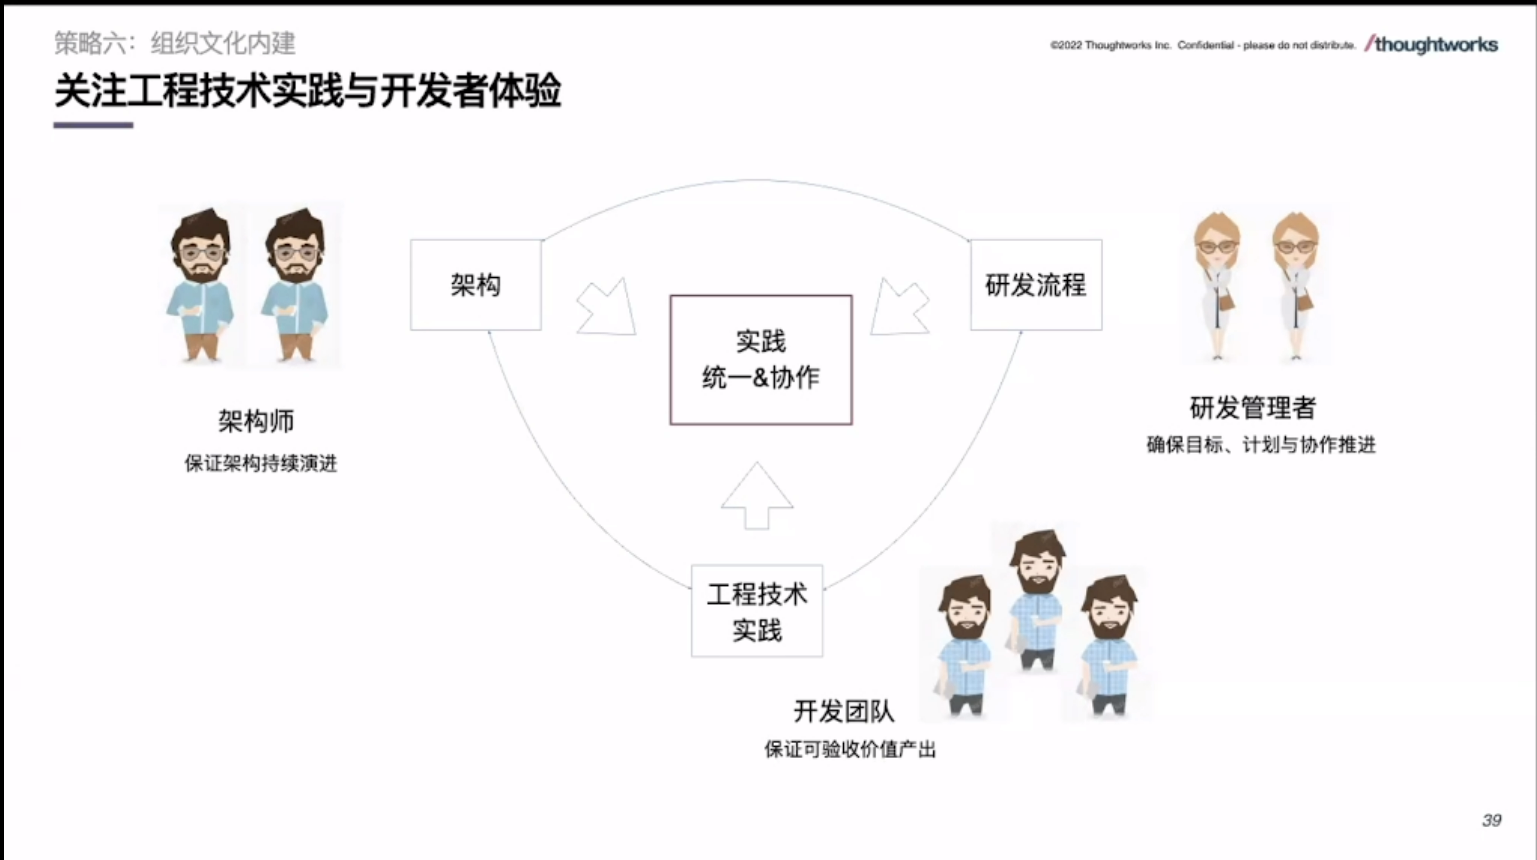 策略六：组织文化内建
©2022 Thoughtworks Inc. Confidential - please do not distribute. /thoughtworks
关注工程技术实践与开发者体验
架构
研发流程
实践
统一&协作
架构师
保证架构持续演进
研发管理者
确保目标、计划与协作推进
工程技术
实践
开发团队
保证可验收价值产出
39